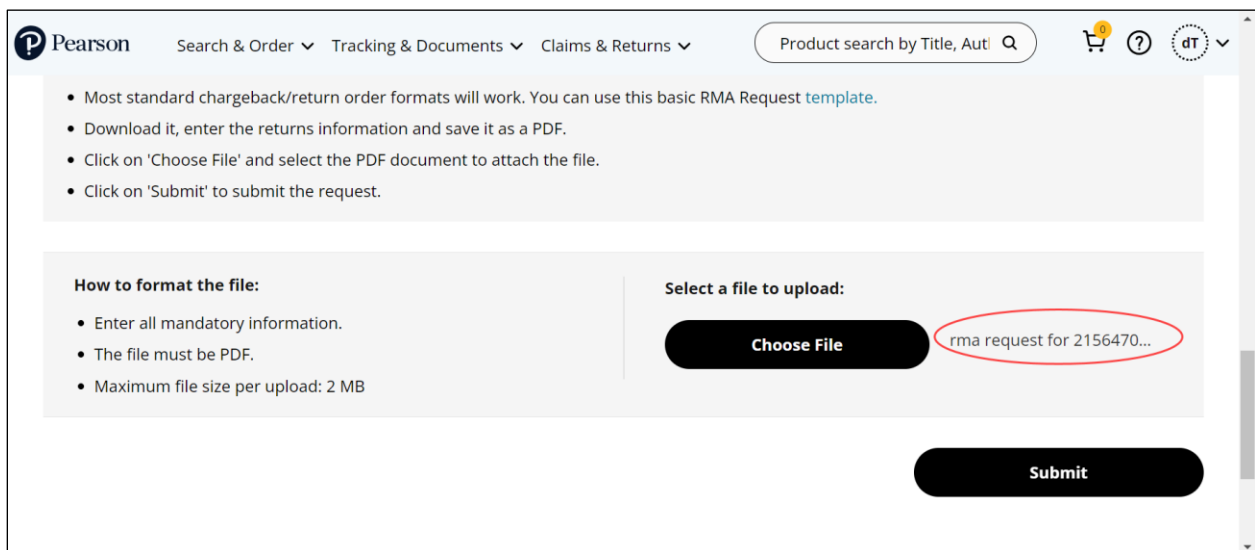 Pearson
Search & Order Tracking & Documents Claims & Returns Product search by Title, Aut 0 ? dT
Most standard chargeback/return order formats will work. You can use this basic RMA Request template.
Download it, enter the returns information and save it as a PDF.
Click on 'Choose File' and select the PDF document to attach the file.
Click on 'Submit' to submit the request.
How to format the file:
Enter all mandatory information.
The file must be PDF.
Maximum file size per upload: 2 MB
Select a file to upload:
Choose File rma request for 2156470...
Submit